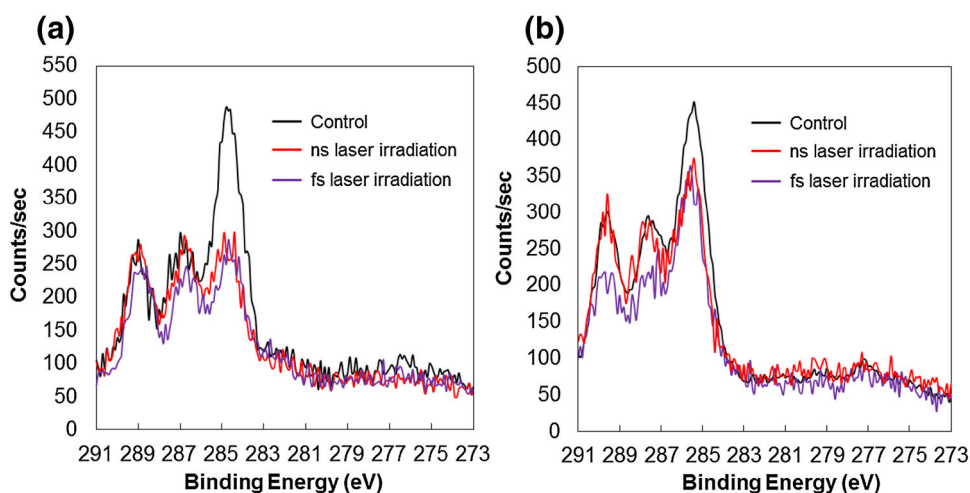 (a)
550
500
450
400
350
300
250
200
150
100
50
0
Counts/sec
Control
ns laser irradiation
fs laser irradiation
291 289 287 285 283 281 279 277 275 273
Binding Energy (eV)
(b)
500
450
400
350
300
250
200
150
100
50
0
Counts/sec
Control
ns laser irradiation
fs laser irradiation
291 289 287 285 283 281 279 277 275 273
Binding Energy (eV)